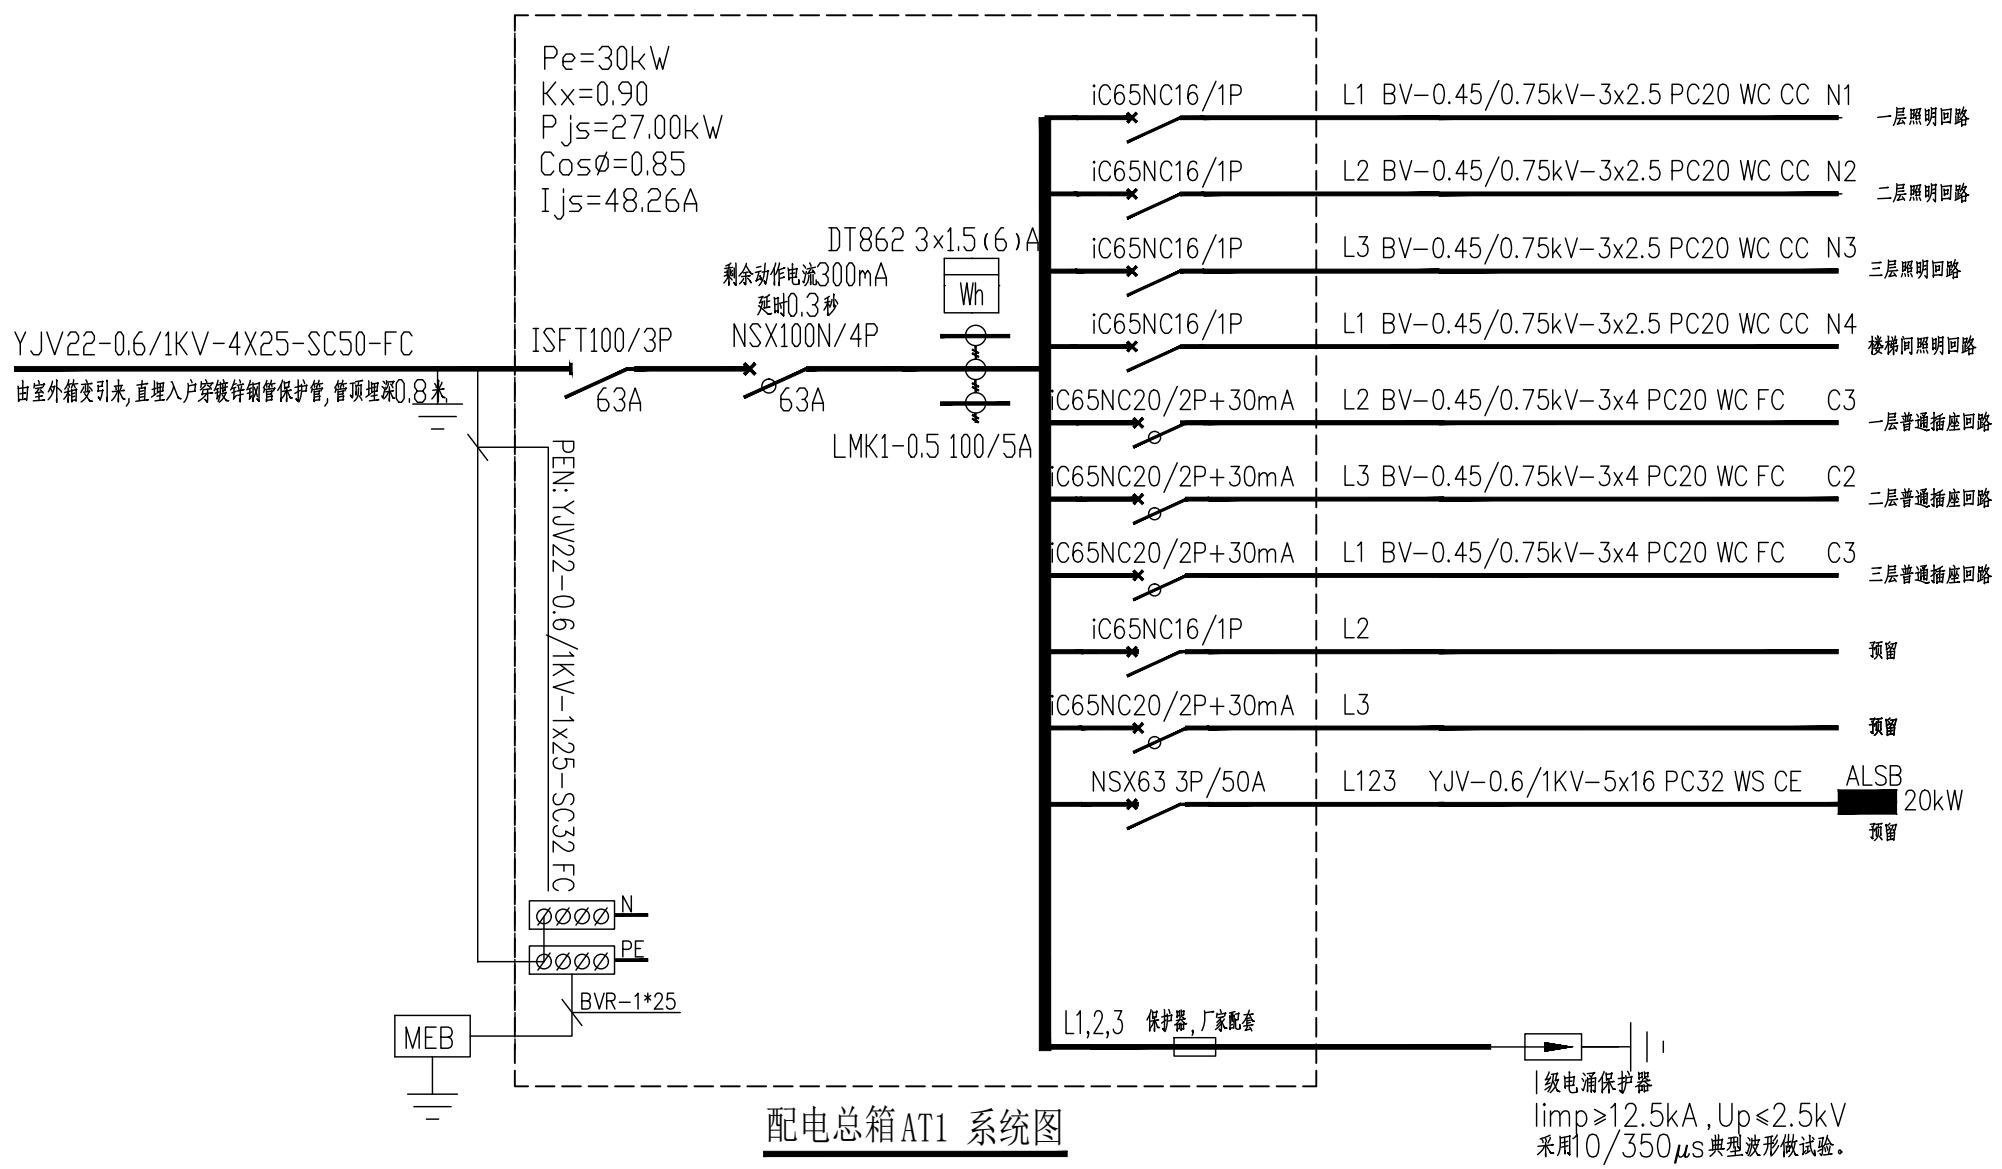 Pe=30kW
Kx=0.90
Pjs=27.00kW
Cosø=0.85
Ijs=48.26A
DT862 3x1.5(6)A
剩余动作电流300mA
延时0.3秒
Wh
YJV22-0.6/1KV-4X25-SC50-FC
ISFT100/3P
NSX100N/4P
由室外箱变引来,直埋入户穿镀锌钢管保护管,管顶埋深0.8米
63A
63A
LMK1-0.5 100/5A
PEN: YJV22-0.6/1KV-1x25-SC32 FC
N
PE
BVR-1*25
MEB
iC65NC16/1P L1 BV-0.45/0.75kV-3x2.5 PC20 WC CC N1
一层照明回路
iC65NC16/1P L2 BV-0.45/0.75kV-3x2.5 PC20 WC CC N2
二层照明回路
iC65NC16/1P L3 BV-0.45/0.75kV-3x2.5 PC20 WC CC N3
三层照明回路
iC65NC16/1P L1 BV-0.45/0.75kV-3x2.5 PC20 WC CC N4
楼梯间照明回路
iC65NC20/2P+30mA L2 BV-0.45/0.75kV-3x4 PC20 WC FC C3
一层普通插座回路
iC65NC20/2P+30mA L3 BV-0.45/0.75kV-3x4 PC20 WC FC C2
二层普通插座回路
iC65NC20/2P+30mA L1 BV-0.45/0.75kV-3x4 PC20 WC FC C3
三层普通插座回路
iC65NC16/1P L2
预留
iC65NC20/2P+30mA L3
预留
NSX63 3P/50A L123 YJV-0.6/1KV-5x16 PC32 WS CE
ALSB
20kW
预留
L1,2,3 保护器,厂家配套
I级电涌保护器
Iimp≥12.5kA,Up≤2.5kV
采用10/350μs典型波形做试验。
配电总箱AT1 系统图